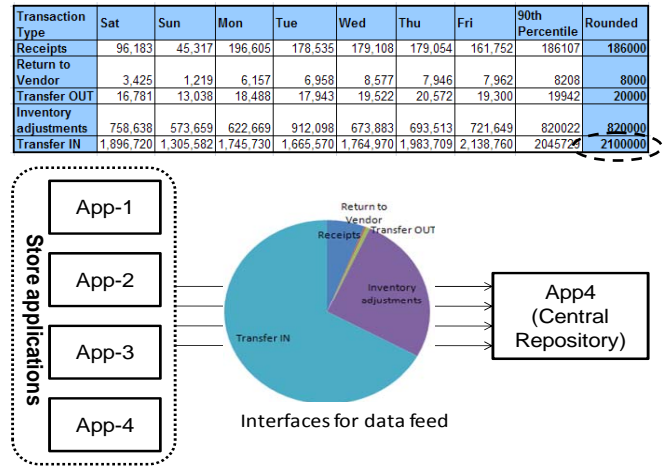 Transaction Type Sat Sun Mon Tue Wed Thu Fri 90th Percentile Rounded
Receipts 96,183 45,317 196,605 178,535 179,108 179,054 161,752 186107 186000
Return to Vendor 3,425 1,219 6,157 6,958 8,577 7,946 7,962 8208 8000
Transfer OUT 16,781 13,038 18,488 17,943 19,522 20,572 19,300 19942 20000
Inventory adjustments 758,638 573,659 622,669 912,098 673,883 693,513 721,649 820022 820000
Transfer IN 1,896,720 1,305,582 1,745,730 1,665,570 1,764,970 1,983,709 2,138,760 2045729 2100000
Store applications
App-1
App-2
App-3
App-4
Return to
Vendor
Transfer OUT
Receipts
Inventory
adjustments
Transfer IN
Interfaces for data feed
App4
(Central
Repository)